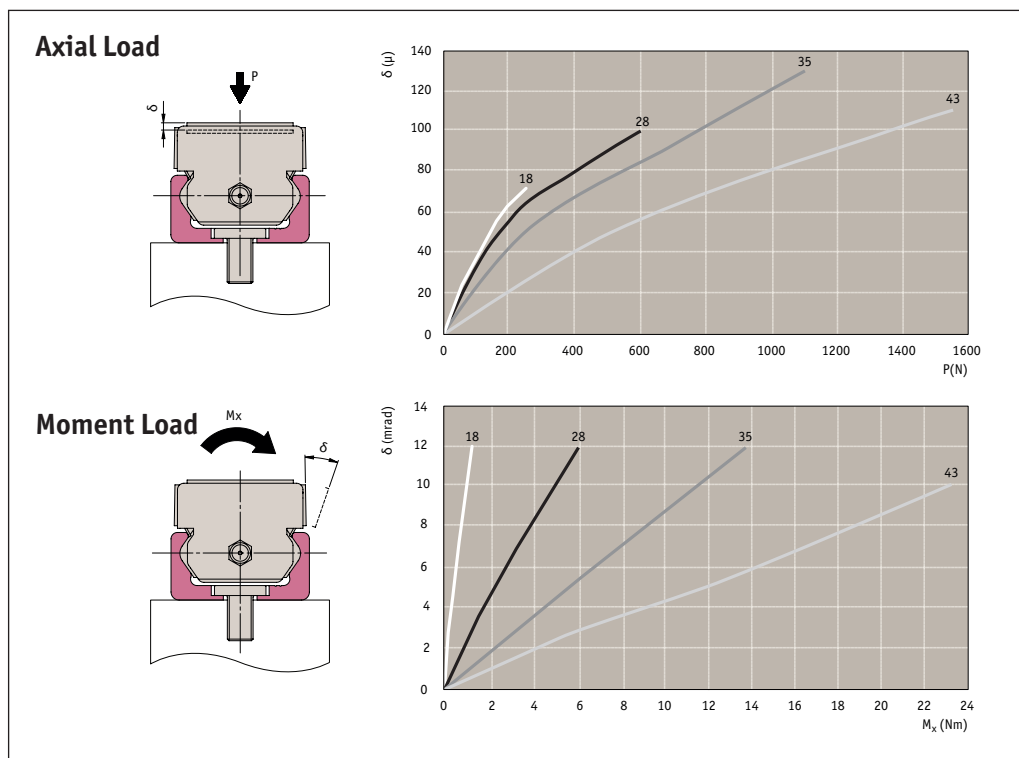 Axial Load
P
δ
δ (μ)
140
120
100
80
60
40
20
0
18
28
35
43
0 200 400 600 800 1000 1200 1400 1600
P(N)
Moment Load
Mx
δ
δ (mrad)
14
12
10
8
6
4
2
0
18
28
35
43
0 2 4 6 8 10 12 14 16 18 20 22 24
Mx (Nm)